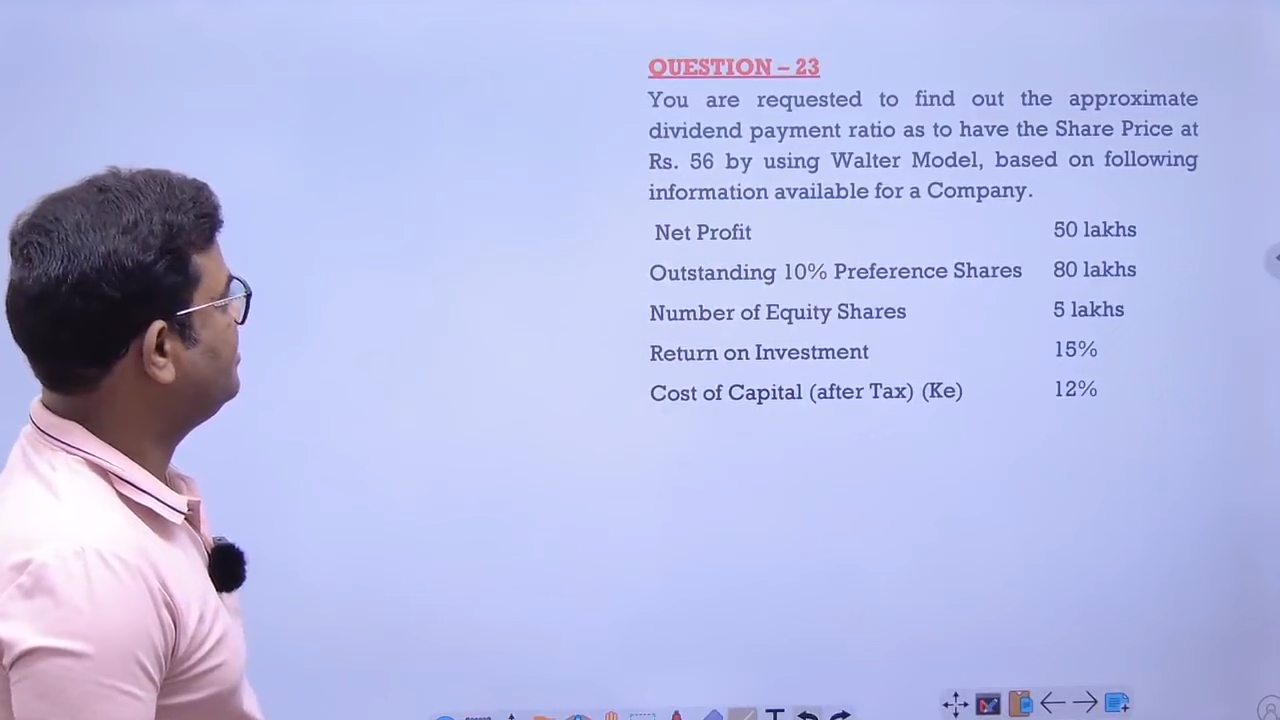 QUESTION – 23
You are requested to find out the approximate
dividend payment ratio as to have the Share Price at
Rs. 56 by using Walter Model, based on following
information available for a Company.
Net Profit 50 lakhs
Outstanding 10% Preference Shares 80 lakhs
Number of Equity Shares 5 lakhs
Return on Investment 15%
Cost of Capital (after Tax) (Ke) 12%